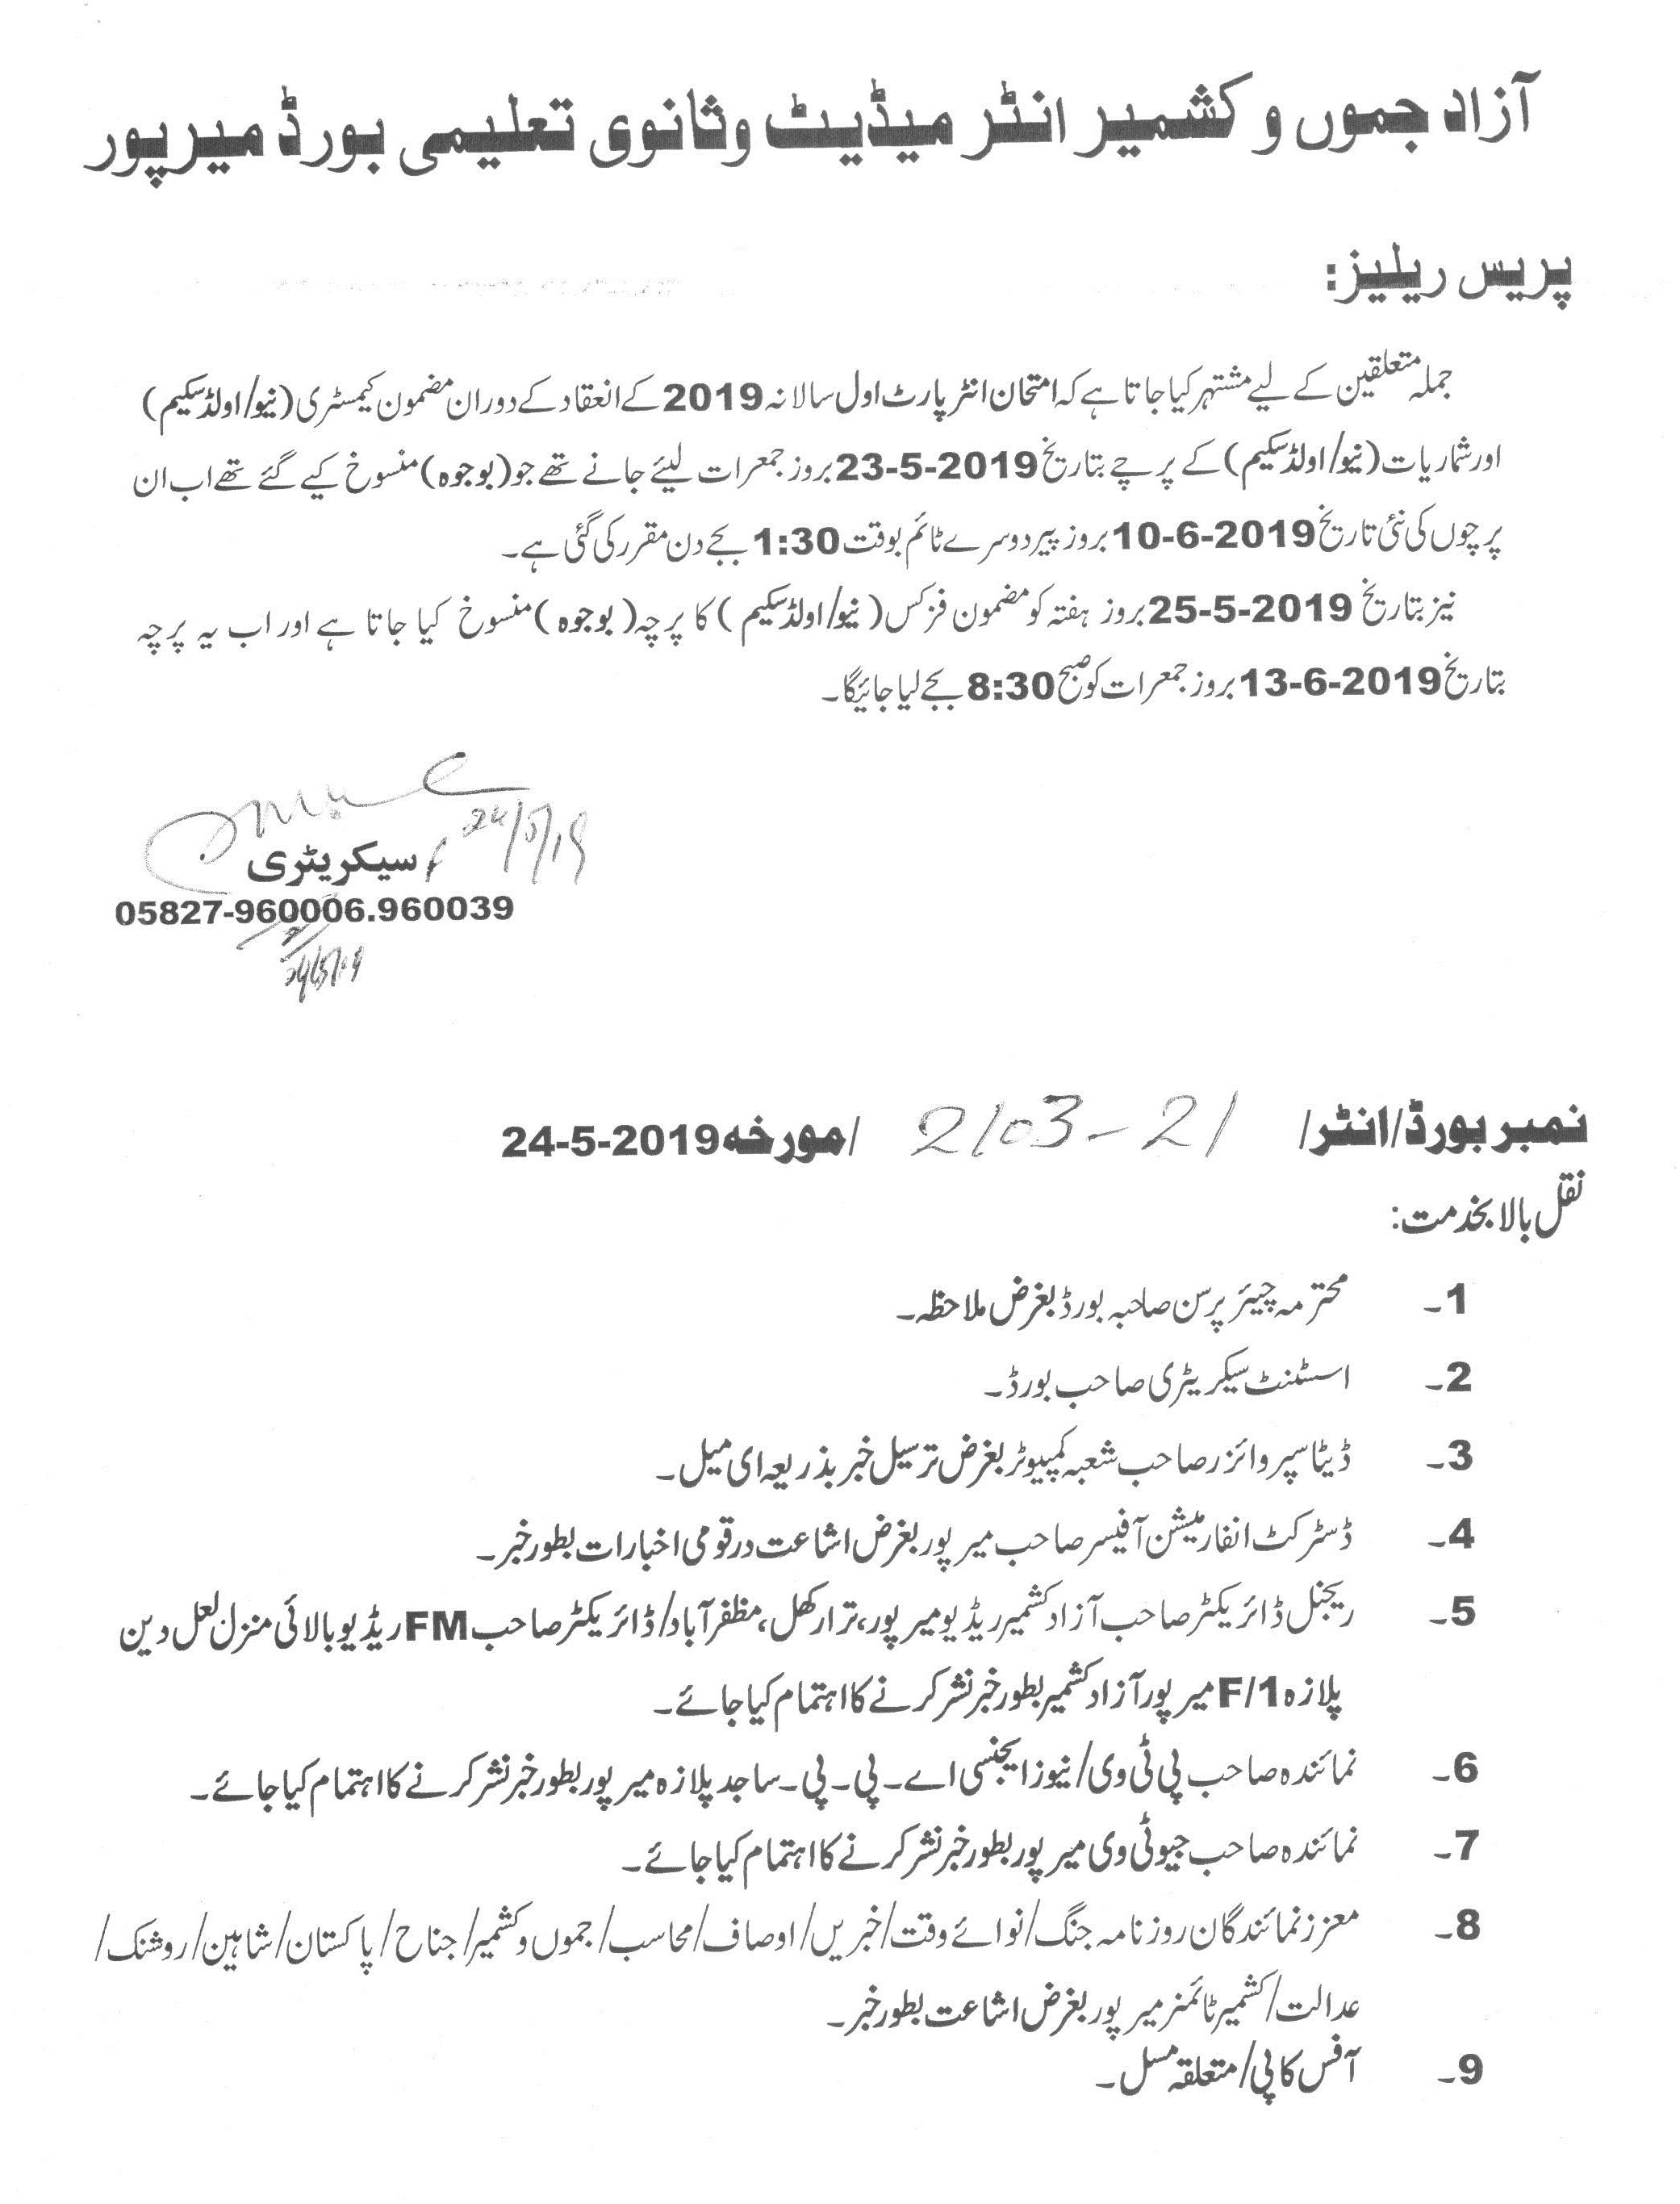 آزاد جموں و کشمیر انٹر میڈیٹ وثانوی تعلیمی بورڈ میرپور
پریس ریلیز:
جملہ متعلقین کے لیے مشتہر کیا جاتا ہے کہ امتحان انٹر پارٹ اول سالانہ 2019 کے انعقاد کے دوران مضمون کیمسٹری (نیو/اولڈ سکیم)
اور شماریات (نیو/اولڈ سکیم) کے پرچے بتاریخ 23-5-2019 بروز جمعرات لیئے جانے تھے جو (بوجوہ) منسوخ کیے گئے تھے اب ان
پرچوں کی نئی تاریخ 10-6-2019 بروز پیر دوسرے ٹائم بوقت 1:30 بجے دن مقرر کی گئی ہے۔
نیز بتاریخ 25-5-2019 بروز ہفتہ کو مضمون فزکس (نیو/اولڈ سکیم) کا پرچہ (بوجوہ) منسوخ کیا جاتا ہے اور اب یہ پرچہ
بتاریخ 13-6-2019 بروز جمعرات کو صبح 8:30 بجے لیا جائیگا۔
24/5/19
سیکریٹری
05827-960006.960039
24/5/19
نمبر بورڈ/انٹر/ 2103-21 /مورخہ 24-5-2019
نقل بالا بخدمت:
1۔ محترمہ چیئر پرسن صاحبہ بورڈ بغرض ملاحظہ۔
2۔ اسسٹنٹ سیکریٹری صاحب بورڈ۔
3۔ ڈیٹا سپروائزر صاحب شعبہ کمپیوٹر بغرض ترسیل خبر بذریعہ ای میل۔
4۔ ڈسٹرکٹ انفارمیشن آفیسر صاحب میرپور بغرض اشاعت در قومی اخبارات بطور خبر۔
5۔ ریجنل ڈائریکٹر صاحب آزاد کشمیر ریڈیو میرپور، تراڑکھل، مظفر آباد/ڈائریکٹر صاحب FM ریڈیو بالائی منزل لعل دین
پلازہ F/1 میرپور آزاد کشمیر بطور خبر نشر کرنے کا اہتمام کیا جائے۔
6۔ نمائندہ صاحب پی ٹی وی/نیوز ایجنسی اے۔پی۔پی۔ساجد پلازہ میرپور بطور خبر نشر کرنے کا اہتمام کیا جائے۔
7۔ نمائندہ صاحب جیو ٹی وی میرپور بطور خبر نشر کرنے کا اہتمام کیا جائے۔
8۔ معزز نمائندگان روزنامہ جنگ/نوائے وقت/خبریں/اوصاف/محاسب/جموں وکشمیر/جناح/پاکستان/شاہین/روشنک/
عدالت/کشمیر ٹائمنر میرپور بغرض اشاعت بطور خبر۔
9۔ آفس کاپی/متعلقہ مسل۔